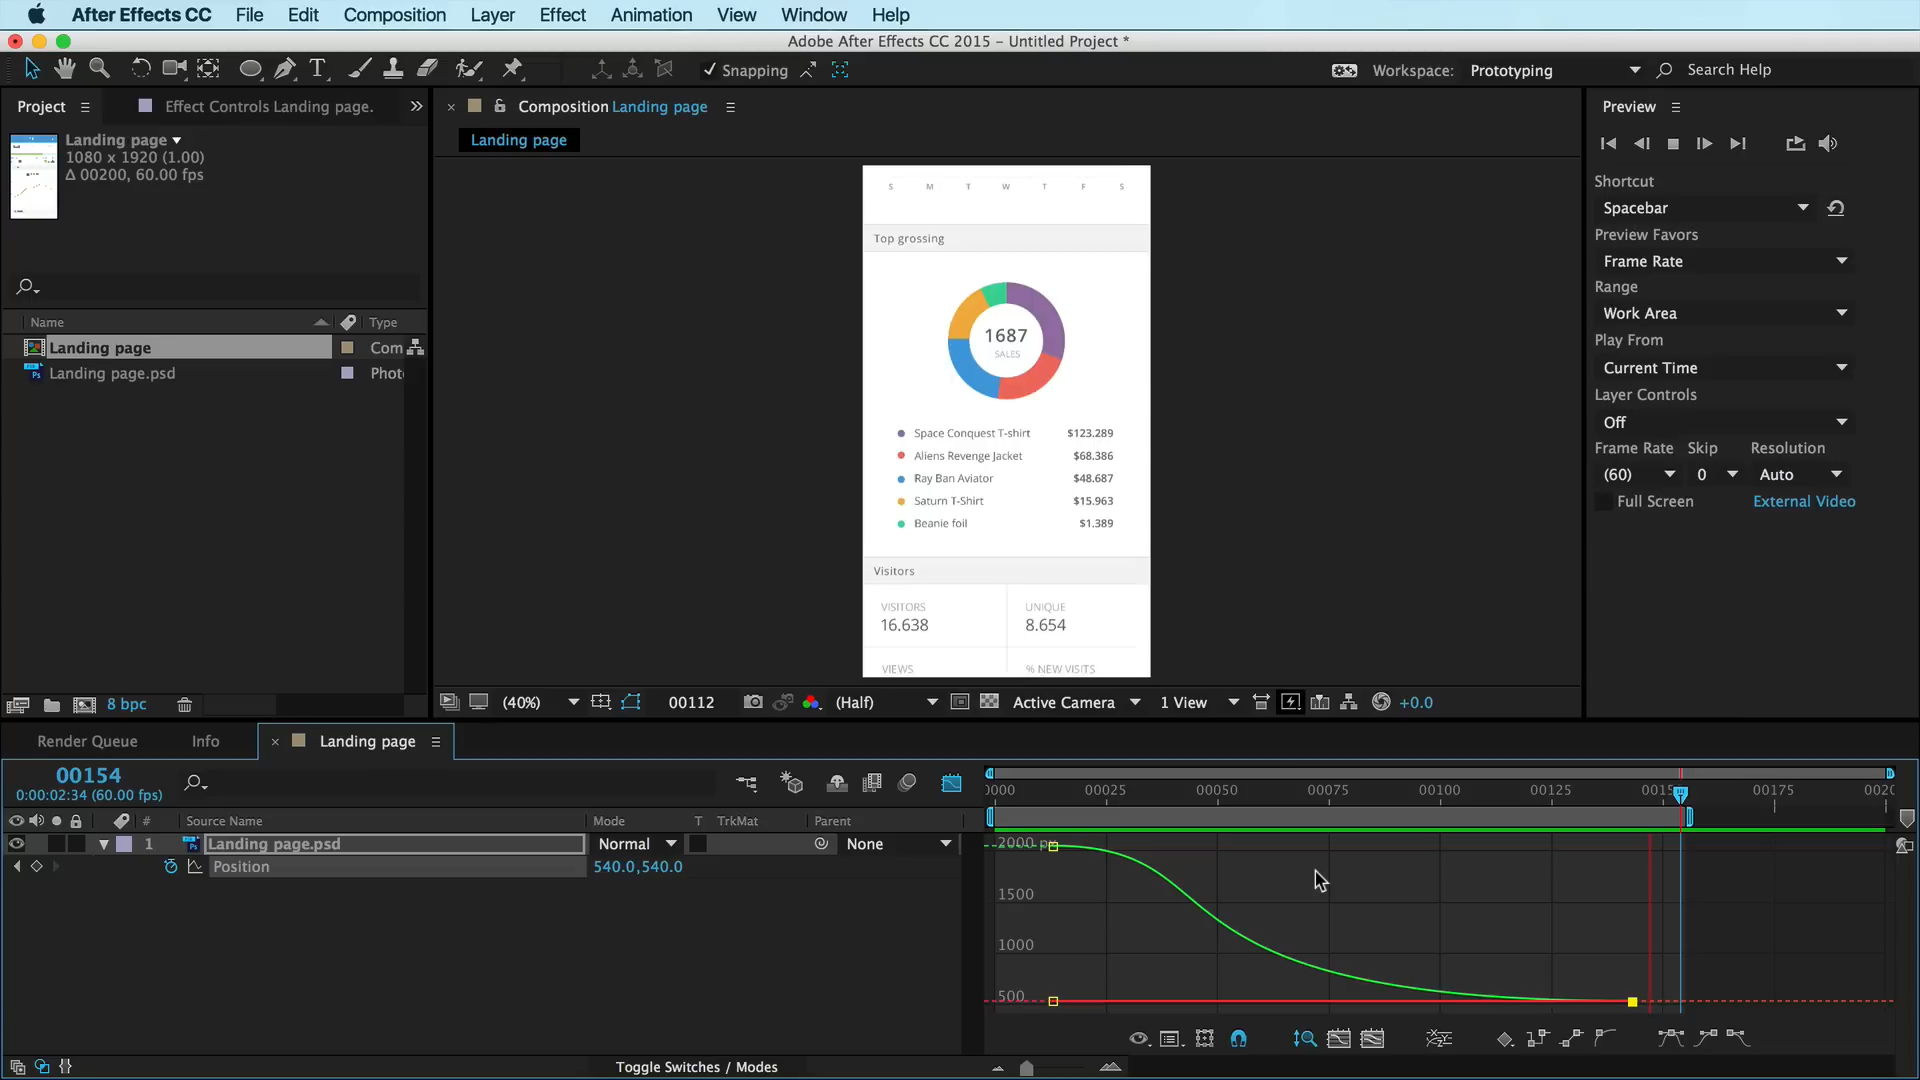 After Effects CC File Edit Composition Layer Effect Animation View Window Help
Adobe After Effects CC 2015 – Untitled Project *
Snapping
Workspace: Prototyping
Search Help
Project
Effect Controls Landing page.
Landing page
1080 x 1920 (1.00)
Δ 00200, 60.00 fps
Name Type
Landing page Com
Landing page.psd Phot
8 bpc
Composition Landing page
Landing page
S M T W T F S
Top grossing
1687
SALES
Space Conquest T-shirt $123.289
Aliens Revenge Jacket $68.386
Ray Ban Aviator $48.687
Saturn T-Shirt $15.963
Beanie foil $1.389
Visitors
VISITORS UNIQUE
16.638 8.654
VIEWS % NEW VISITS
(40%) 00112 (Half) Active Camera 1 View +0.0
Preview
Shortcut
Spacebar
Preview Favors
Frame Rate
Range
Work Area
Play From
Current Time
Layer Controls
Off
Frame Rate Skip Resolution
(60) 0 Auto
Full Screen External Video
Render Queue Info Landing page
00154
0:00:02:34 (60.00 fps)
# Source Name Mode T TrkMat Parent
1 Ps Landing page.psd Normal None
Position 540.0,540.0
0000 00025 00050 00075 00100 00125 0015 00175 0020
2000 px
1500
1000
500
Toggle Switches / Modes